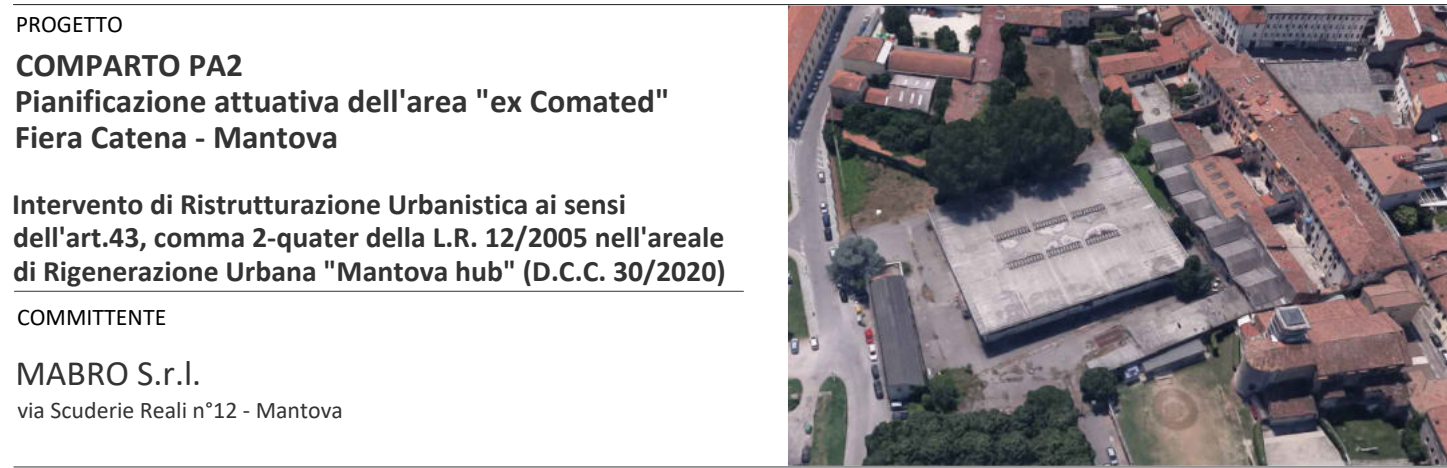 PROGETTO
COMPARTO PA2
Pianificazione attuativa dell'area "ex Comated"
Fiera Catena - Mantova
Intervento di Ristrutturazione Urbanistica ai sensi
dell'art.43, comma 2-quater della L.R. 12/2005 nell'areale
di Rigenerazione Urbana "Mantova hub" (D.C.C. 30/2020)
COMMITTENTE
MABRO S.r.l.
via Scuderie Reali n°12 - Mantova